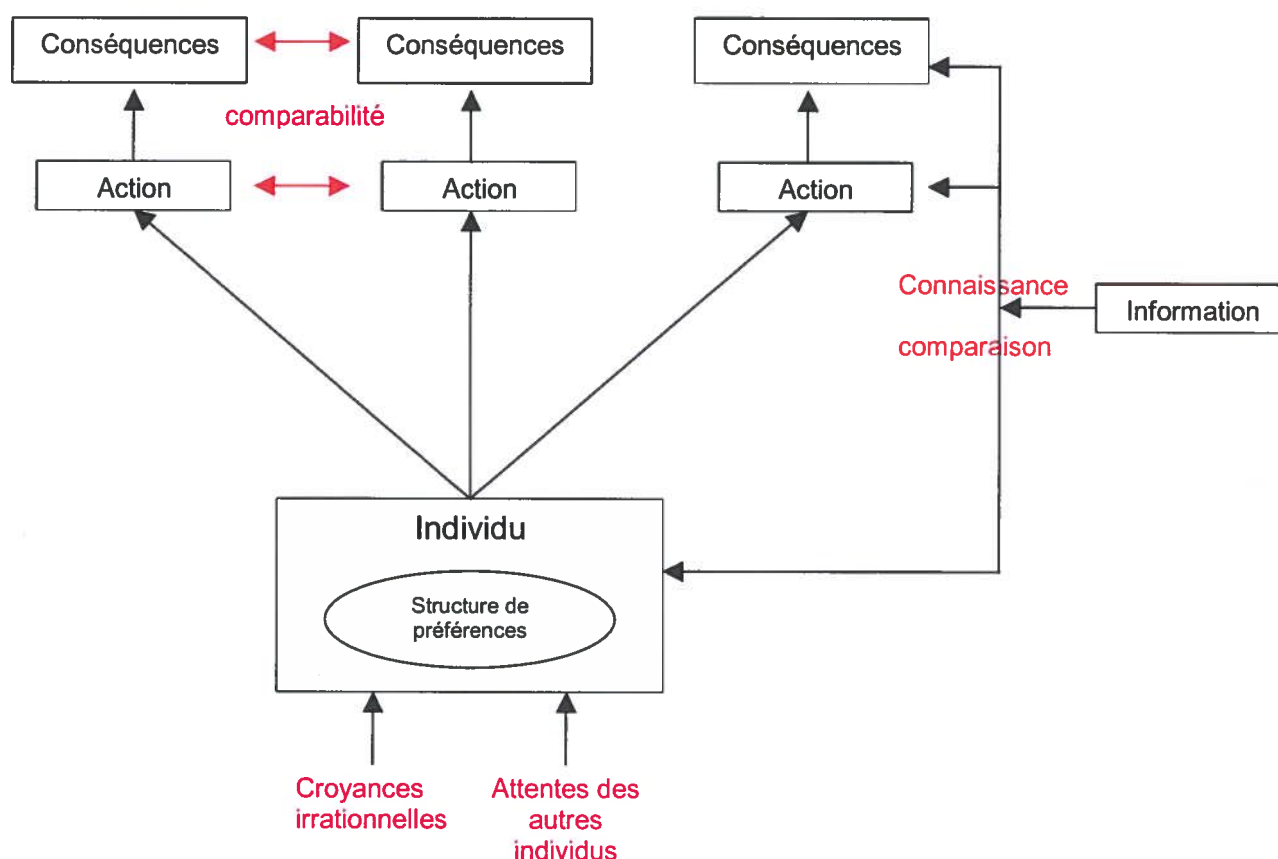 Conséquences
Conséquences
Conséquences
comparabilité
Action
Action
Action
Connaissance
Information
comparaison
Individu
Structure de
préférences
Croyances
irrationnelles
Attentes des
autres
individus